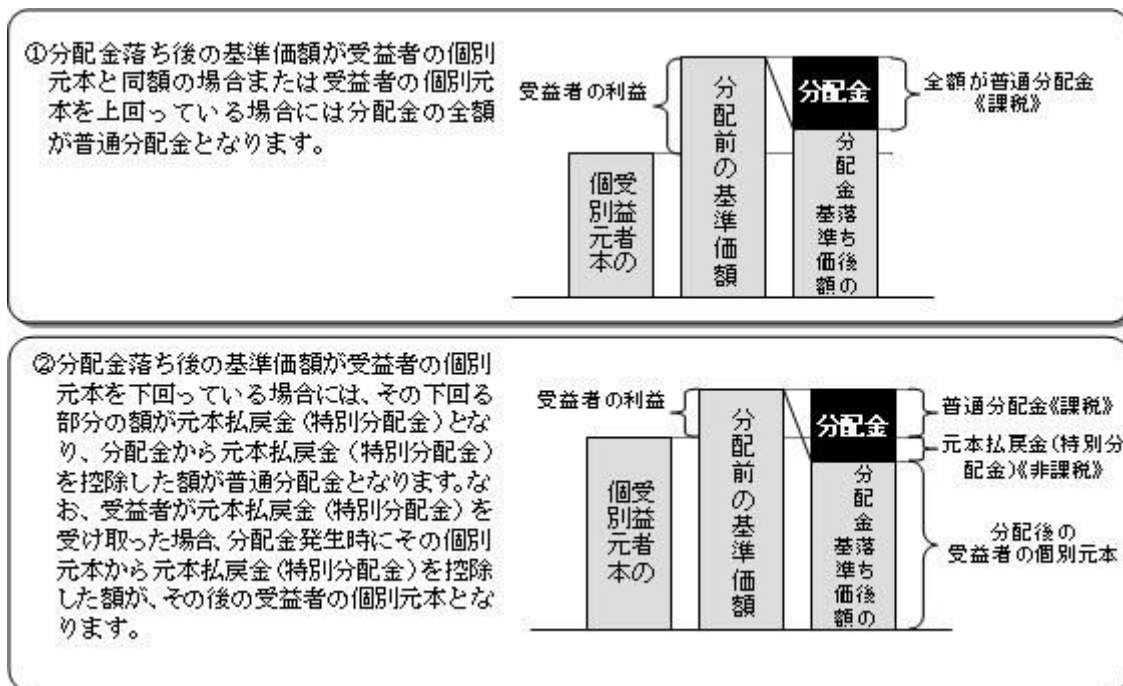 ①分配金落ち後の基準価額が受益者の個別
元本と同額の場合または受益者の個別元
本を上回っている場合には分配金の全額
が普通分配金となります。
受益者の利益
受益者の
個別元本
分配前の基準価額
分配金
分配金落ち後の
基準価額
全額が普通分配金
《課税》
②分配金落ち後の基準価額が受益者の個別
元本を下回っている場合には、その下回る
部分の額が元本払戻金(特別分配金)とな
り、分配金から元本払戻金(特別分配金)
を控除した額が普通分配金となります。な
お、受益者が元本払戻金(特別分配金)を
受け取った場合、分配金発生時にその個別
元本から元本払戻金(特別分配金)を控除
した額が、その後の受益者の個別元本とな
ります。
受益者の利益
受益者の
個別元本
分配前の基準価額
分配金
分配金落ち後の
基準価額
普通分配金《課税》
元本払戻金(特別分
配金)《非課税》
分配後の
受益者の個別元本